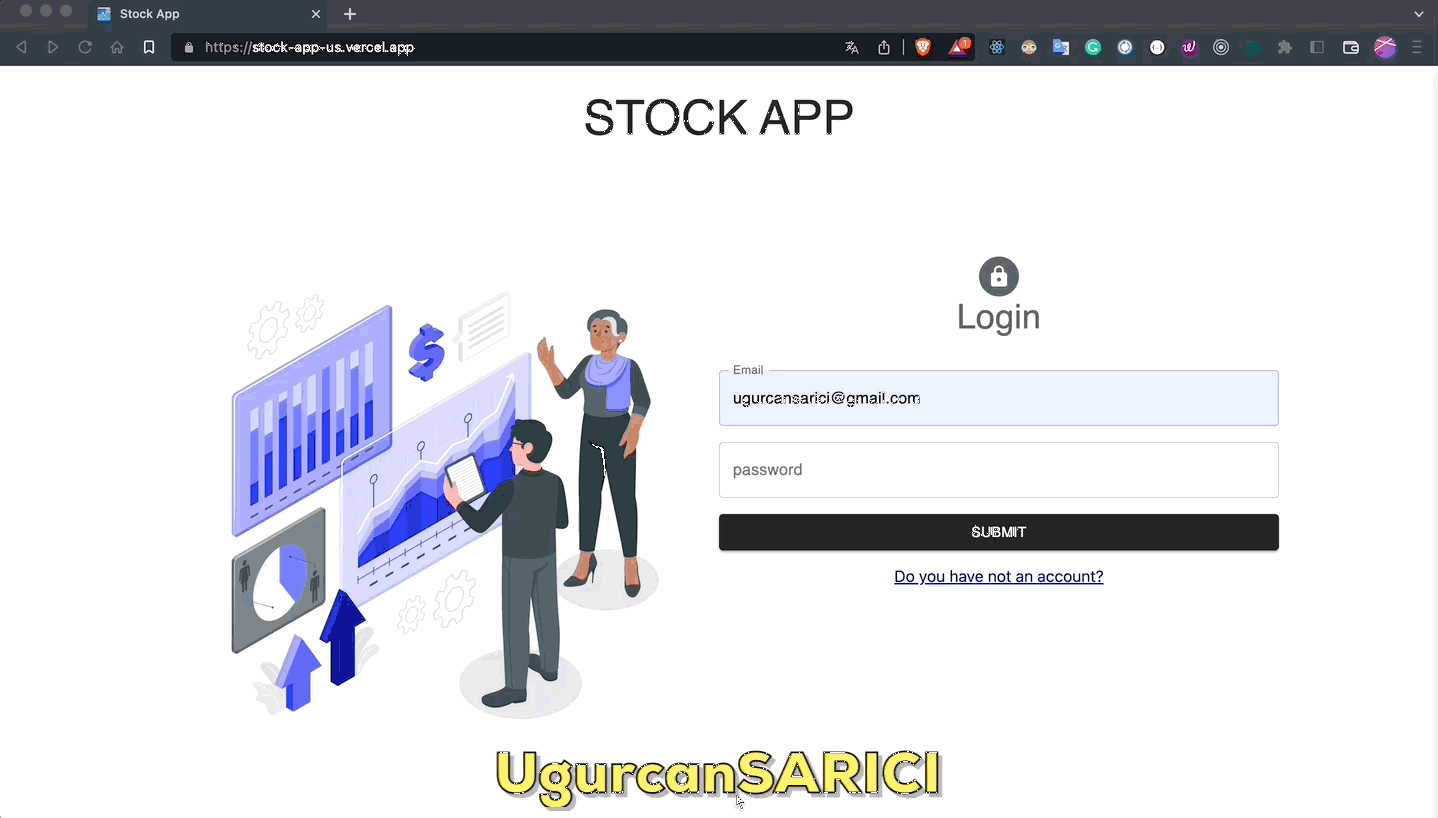 Stock App
https://stock-app-us.vercel.app
1
STOCK APP
Login
Email
ugurcansarici@gmail.com
password
SUBMIT
Do you have not an account?
UgurcanSARICI